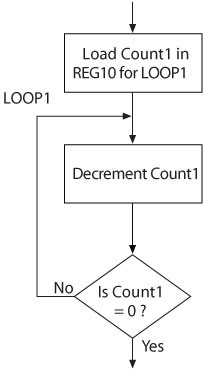 Load Count1 in
REG10 for LOOP1
LOOP1
Decrement Count1
No
Is Count1
= 0 ?
Yes